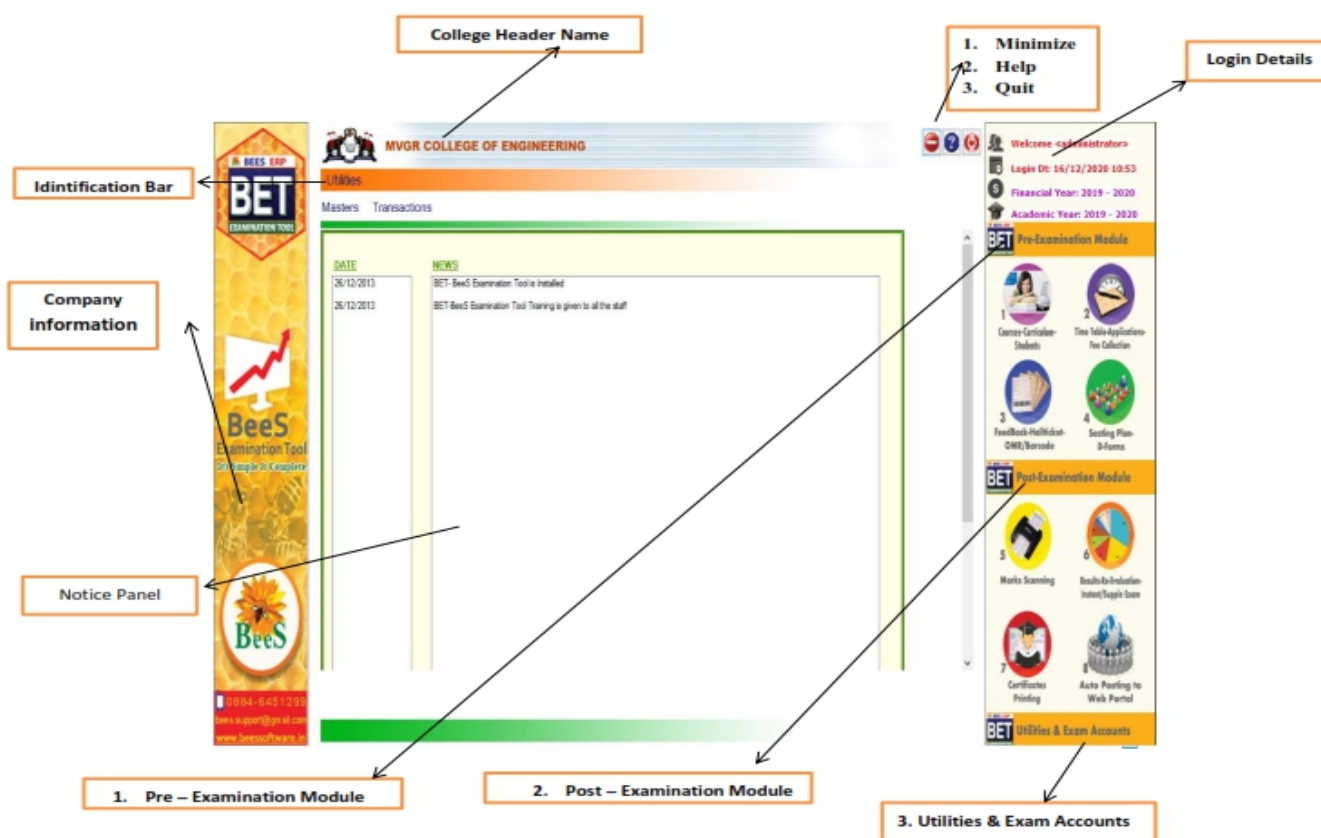 College Header Name
1. Minimize
2. Help
3. Quit
Login Details
Idintification Bar
Company
information
Notice Panel
BEES ERP
BET
EXAMINATION TOOL
BeeS
Examination Tool
It's Simple & Complete
BeeS
0884-6451299
bees.support@gmail.com
www.beessoftware.in
MVGR COLLEGE OF ENGINEERING
Utilities
Masters Transactions
DATE NEWS
26/12/2013 BET- BeeS Examination Tool is Installed
26/12/2013 BET-BeeS Examination Tool Training is given to all the staff
Welcome <administrator>
Login Dt: 16/12/2020 10:53
Financial Year: 2019 - 2020
Academic Year: 2019 - 2020
BET Pre-Examination Module
1 Courses-Curriculum-
Students
2 Time Table-Applications-
Fee Collection
3 FeedBack-Hallticket-
OMR/Barcode
4 Seating Plan-
D-Forms
BET Post-Examination Module
5 Marks Scanning
6 Results-Re-Evaluation-
Instant/Supple Exam
7 Certificates
Printing
8 Auto Posting to
Web Portal
BET Utilities & Exam Accounts
1. Pre – Examination Module
2. Post – Examination Module
3. Utilities & Exam Accounts